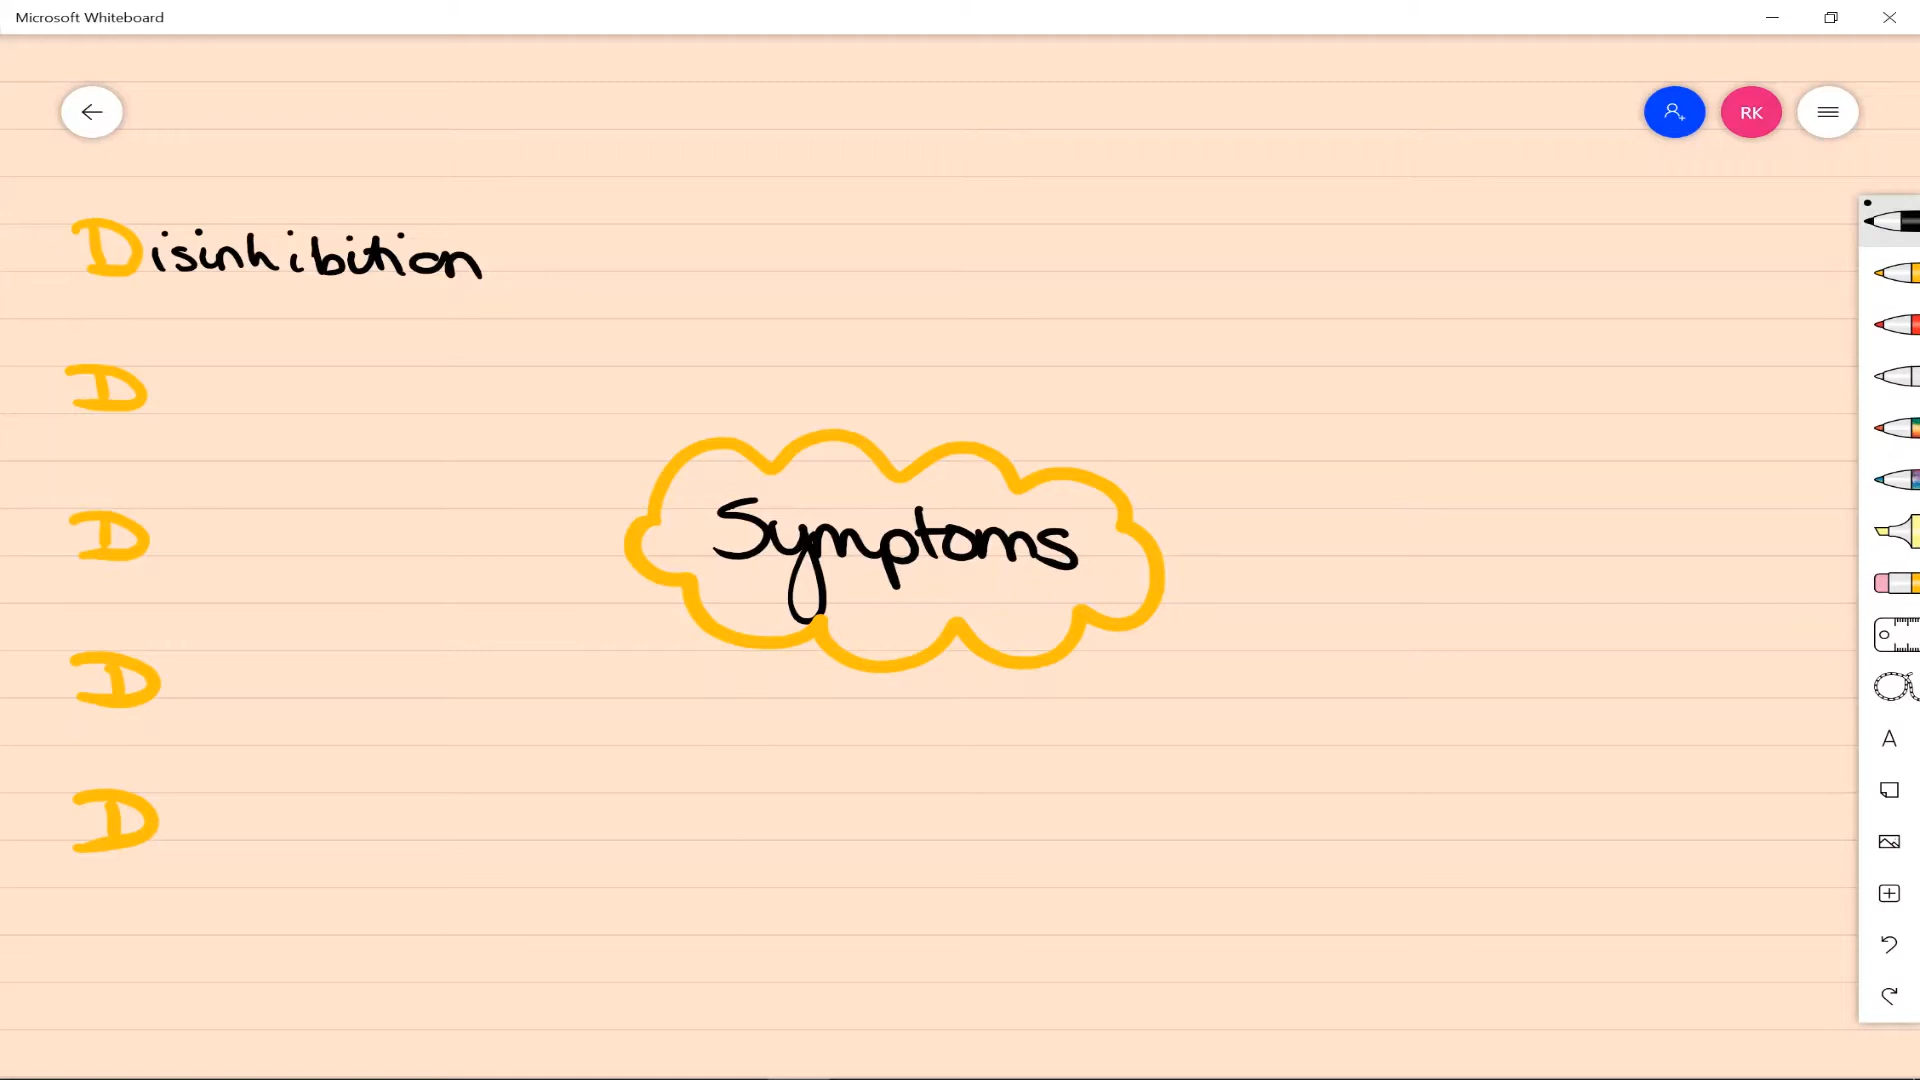 Microsoft Whiteboard
RK
Disinhibition
D
D
Symptoms
D
D
A